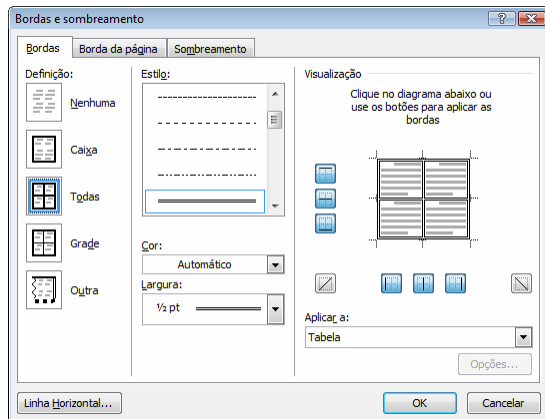 Bordas e sombreamento
Bordas
Borda da página
Sombreamento
Definição:
Nenhuma
Caixa
Todas
Grade
Outra
Estilo:
Cor:
Automático
Largura:
½ pt
Visualização
Clique no diagrama abaixo ou
use os botões para aplicar as
bordas
Aplicar a:
Tabela
Opções...
Linha Horizontal...
OK
Cancelar